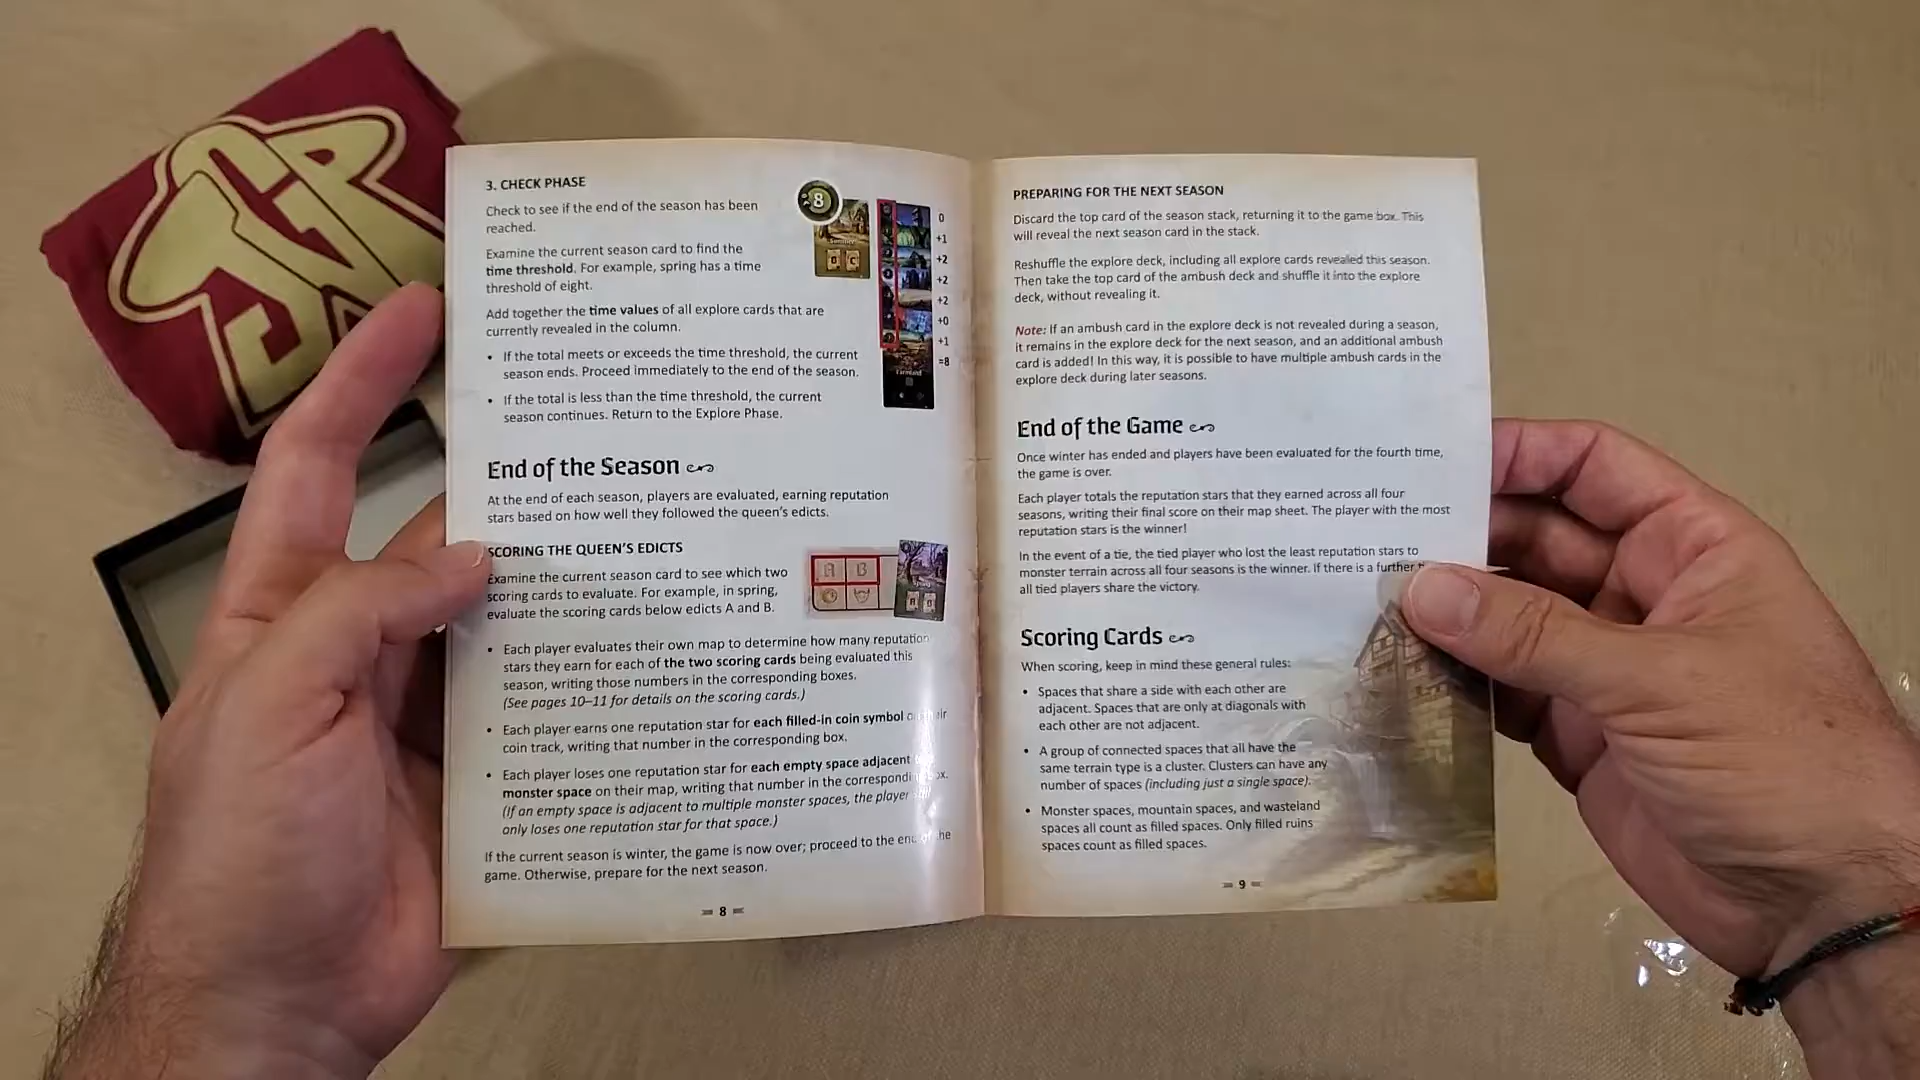 3. CHECK PHASE
Check to see if the end of the season has been
reached.
Examine the current season card to find the
time threshold. For example, spring has a time
threshold of eight.
Add together the time values of all explore cards that are
currently revealed in the column.
• If the total meets or exceeds the time threshold, the current
season ends. Proceed immediately to the end of the season.
• If the total is less than the time threshold, the current
season continues. Return to the Explore Phase.
8
0
+1
+2
+2
+2
+0
+1
=8
Farmland
End of the Season
At the end of each season, players are evaluated, earning reputation
stars based on how well they followed the queen's edicts.
SCORING THE QUEEN'S EDICTS
Examine the current season card to see which two
scoring cards to evaluate. For example, in spring,
evaluate the scoring cards below edicts A and B.
A B
• Each player evaluates their own map to determine how many reputation
stars they earn for each of the two scoring cards being evaluated this
season, writing those numbers in the corresponding boxes.
(See pages 10–11 for details on the scoring cards.)
• Each player earns one reputation star for each filled-in coin symbol
coin track, writing that number in the corresponding box.
• Each player loses one reputation star for each empty space adjacent
monster space on their map, writing that number in the
(If an empty space is adjacent to multiple monster spaces, the player
only loses one reputation star for that space.)
If the current season is winter, the game is now over; proceed to the end of the
game. Otherwise, prepare for the next season.
8
PREPARING FOR THE NEXT SEASON
Discard the top card of the season stack, returning it to the game box. This
will reveal the next season card in the stack.
Reshuffle the explore deck, including all explore cards revealed this season.
Then take the top card of the ambush deck and shuffle it into the explore
deck, without revealing it.
Note: If an ambush card in the explore deck is not revealed during a season,
it remains in the explore deck for the next season, and an additional ambush
card is added! In this way, it is possible to have multiple ambush cards in the
explore deck during later seasons.
End of the Game
Once winter has ended and players have been evaluated for the fourth time,
the game is over.
Each player totals the reputation stars that they earned across all four
seasons, writing their final score on their map sheet. The player with the most
reputation stars is the winner!
In the event of a tie, the tied player who lost the least reputation stars to
monster terrain across all four seasons is the winner. If there is a further
all tied players share the victory.
Scoring Cards
When scoring, keep in mind these general rules:
• Spaces that share a side with each other are
adjacent. Spaces that are only at diagonals with
each other are not adjacent.
• A group of connected spaces that all have the
same terrain type is a cluster. Clusters can have any
number of spaces (including just a single space).
• Monster spaces, mountain spaces, and wasteland
spaces all count as filled spaces. Only filled ruins
spaces count as filled spaces.
9